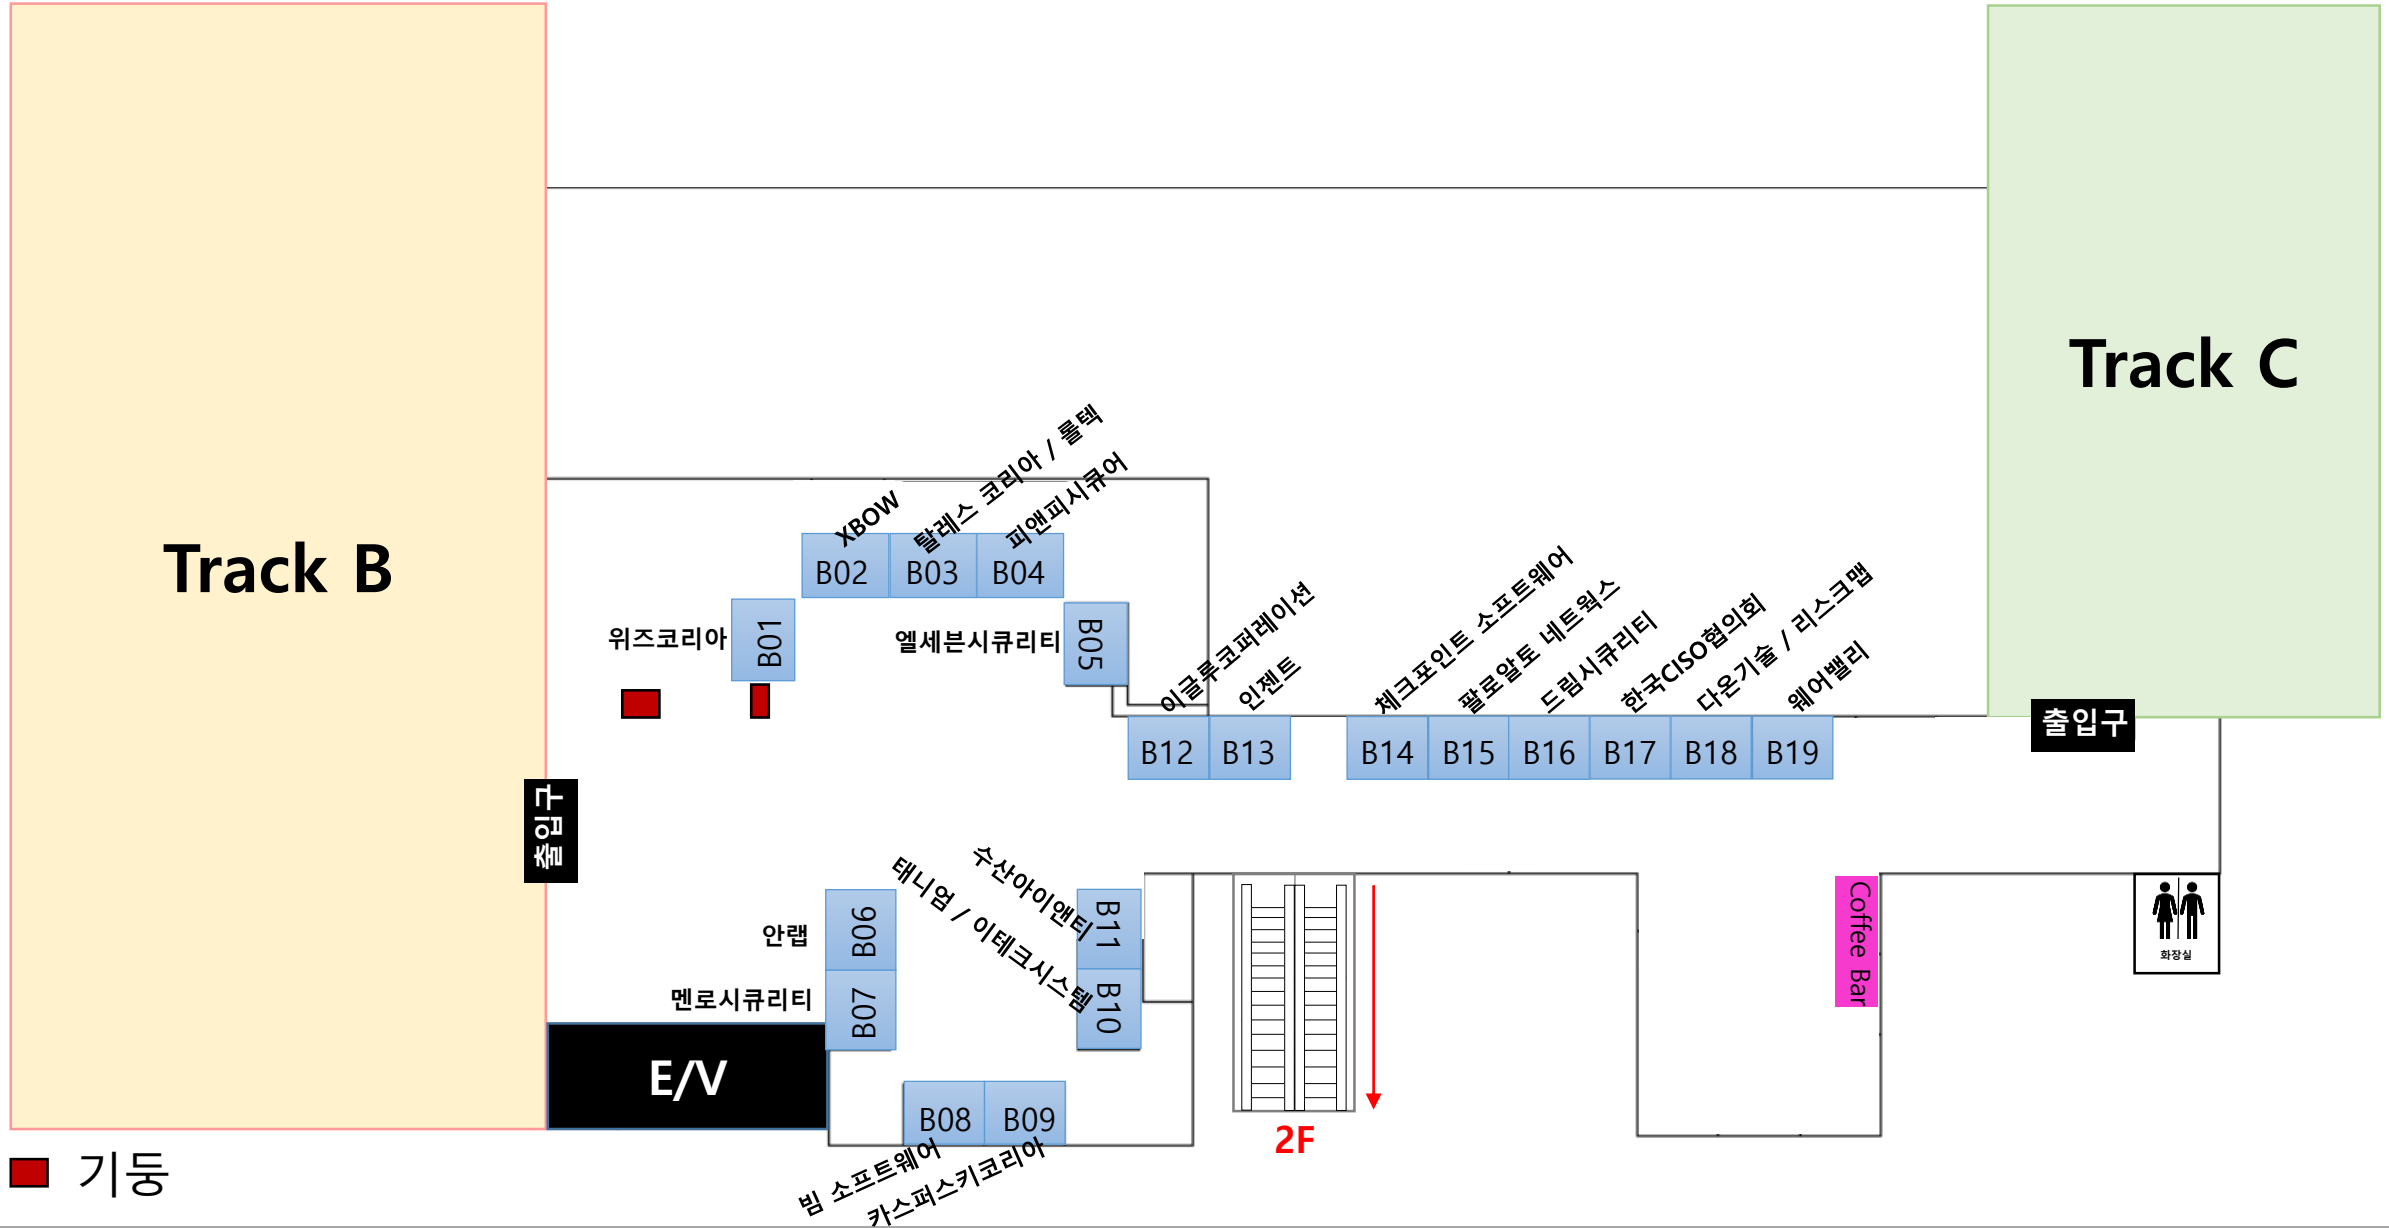 Track B
Track C
XBOW
탈레스 코리아 / 롤텍
피앤피시큐어
B02
B03
B04
위즈코리아
B01
엘세븐시큐리티
B05
이글루코퍼레이션
인젠트
체크포인트 소프트웨어
팔로알토 네트웍스
드림시큐리티
한국CISO협의회
다온기술 / 리스크맵
웨어밸리
B12
B13
B14
B15
B16
B17
B18
B19
출입구
출입구
안랩
B06
멘로시큐리티
B07
태니엄 / 이테크시스템
수산아이앤티
B11
B10
E/V
B08
B09
빔 소프트웨어
카스퍼스키코리아
2F
Coffee Bar
화장실
기둥